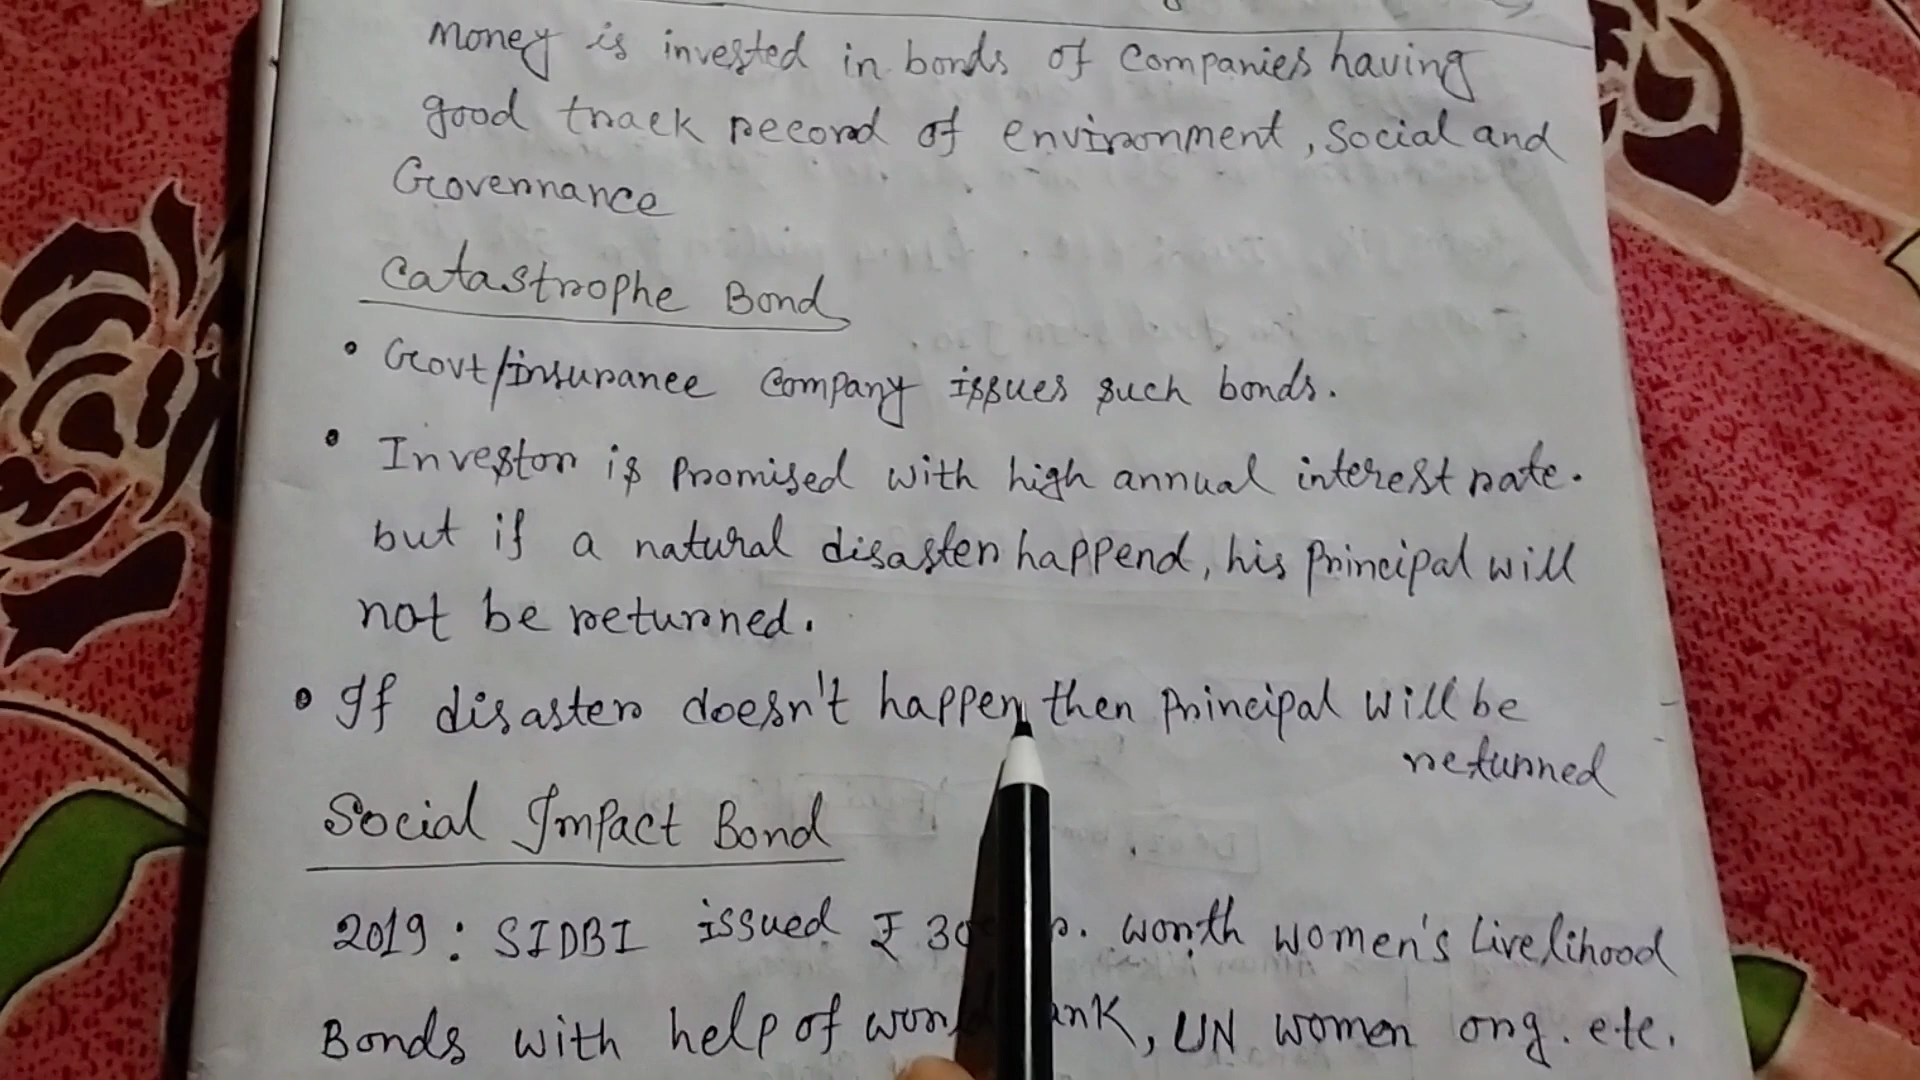 money is invested in bonds of Companies having
good track record of environment, Social and
Governance
Catastrophe Bond
• Govt/insurance Company issues such bonds.
• Investor is Promised with high annual interest rate.
but if a natural disaster happend, his Principal will
not be returned.
• If disaster doesn't happen then Principal will be
returned
Social Impact Bond
2019: SIDBI issued ₹ worth women's Livelihood
Bonds with help of UN women org. etc.